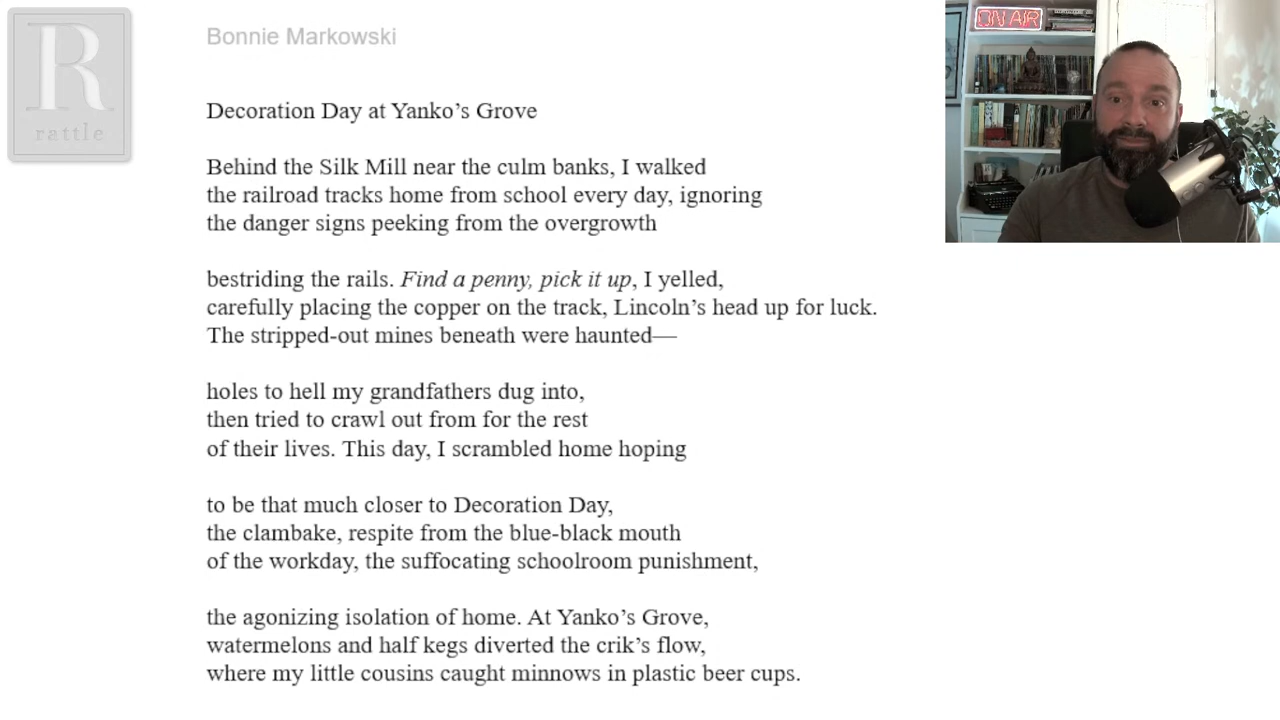 R
rattle
Bonnie Markowski
ON AIR
Decoration Day at Yanko’s Grove
Behind the Silk Mill near the culm banks, I walked
the railroad tracks home from school every day, ignoring
the danger signs peeking from the overgrowth
bestriding the rails. Find a penny, pick it up, I yelled,
carefully placing the copper on the track, Lincoln’s head up for luck.
The stripped-out mines beneath were haunted—
holes to hell my grandfathers dug into,
then tried to crawl out from for the rest
of their lives. This day, I scrambled home hoping
to be that much closer to Decoration Day,
the clambake, respite from the blue-black mouth
of the workday, the suffocating schoolroom punishment,
the agonizing isolation of home. At Yanko’s Grove,
watermelons and half kegs diverted the crik’s flow,
where my little cousins caught minnows in plastic beer cups.